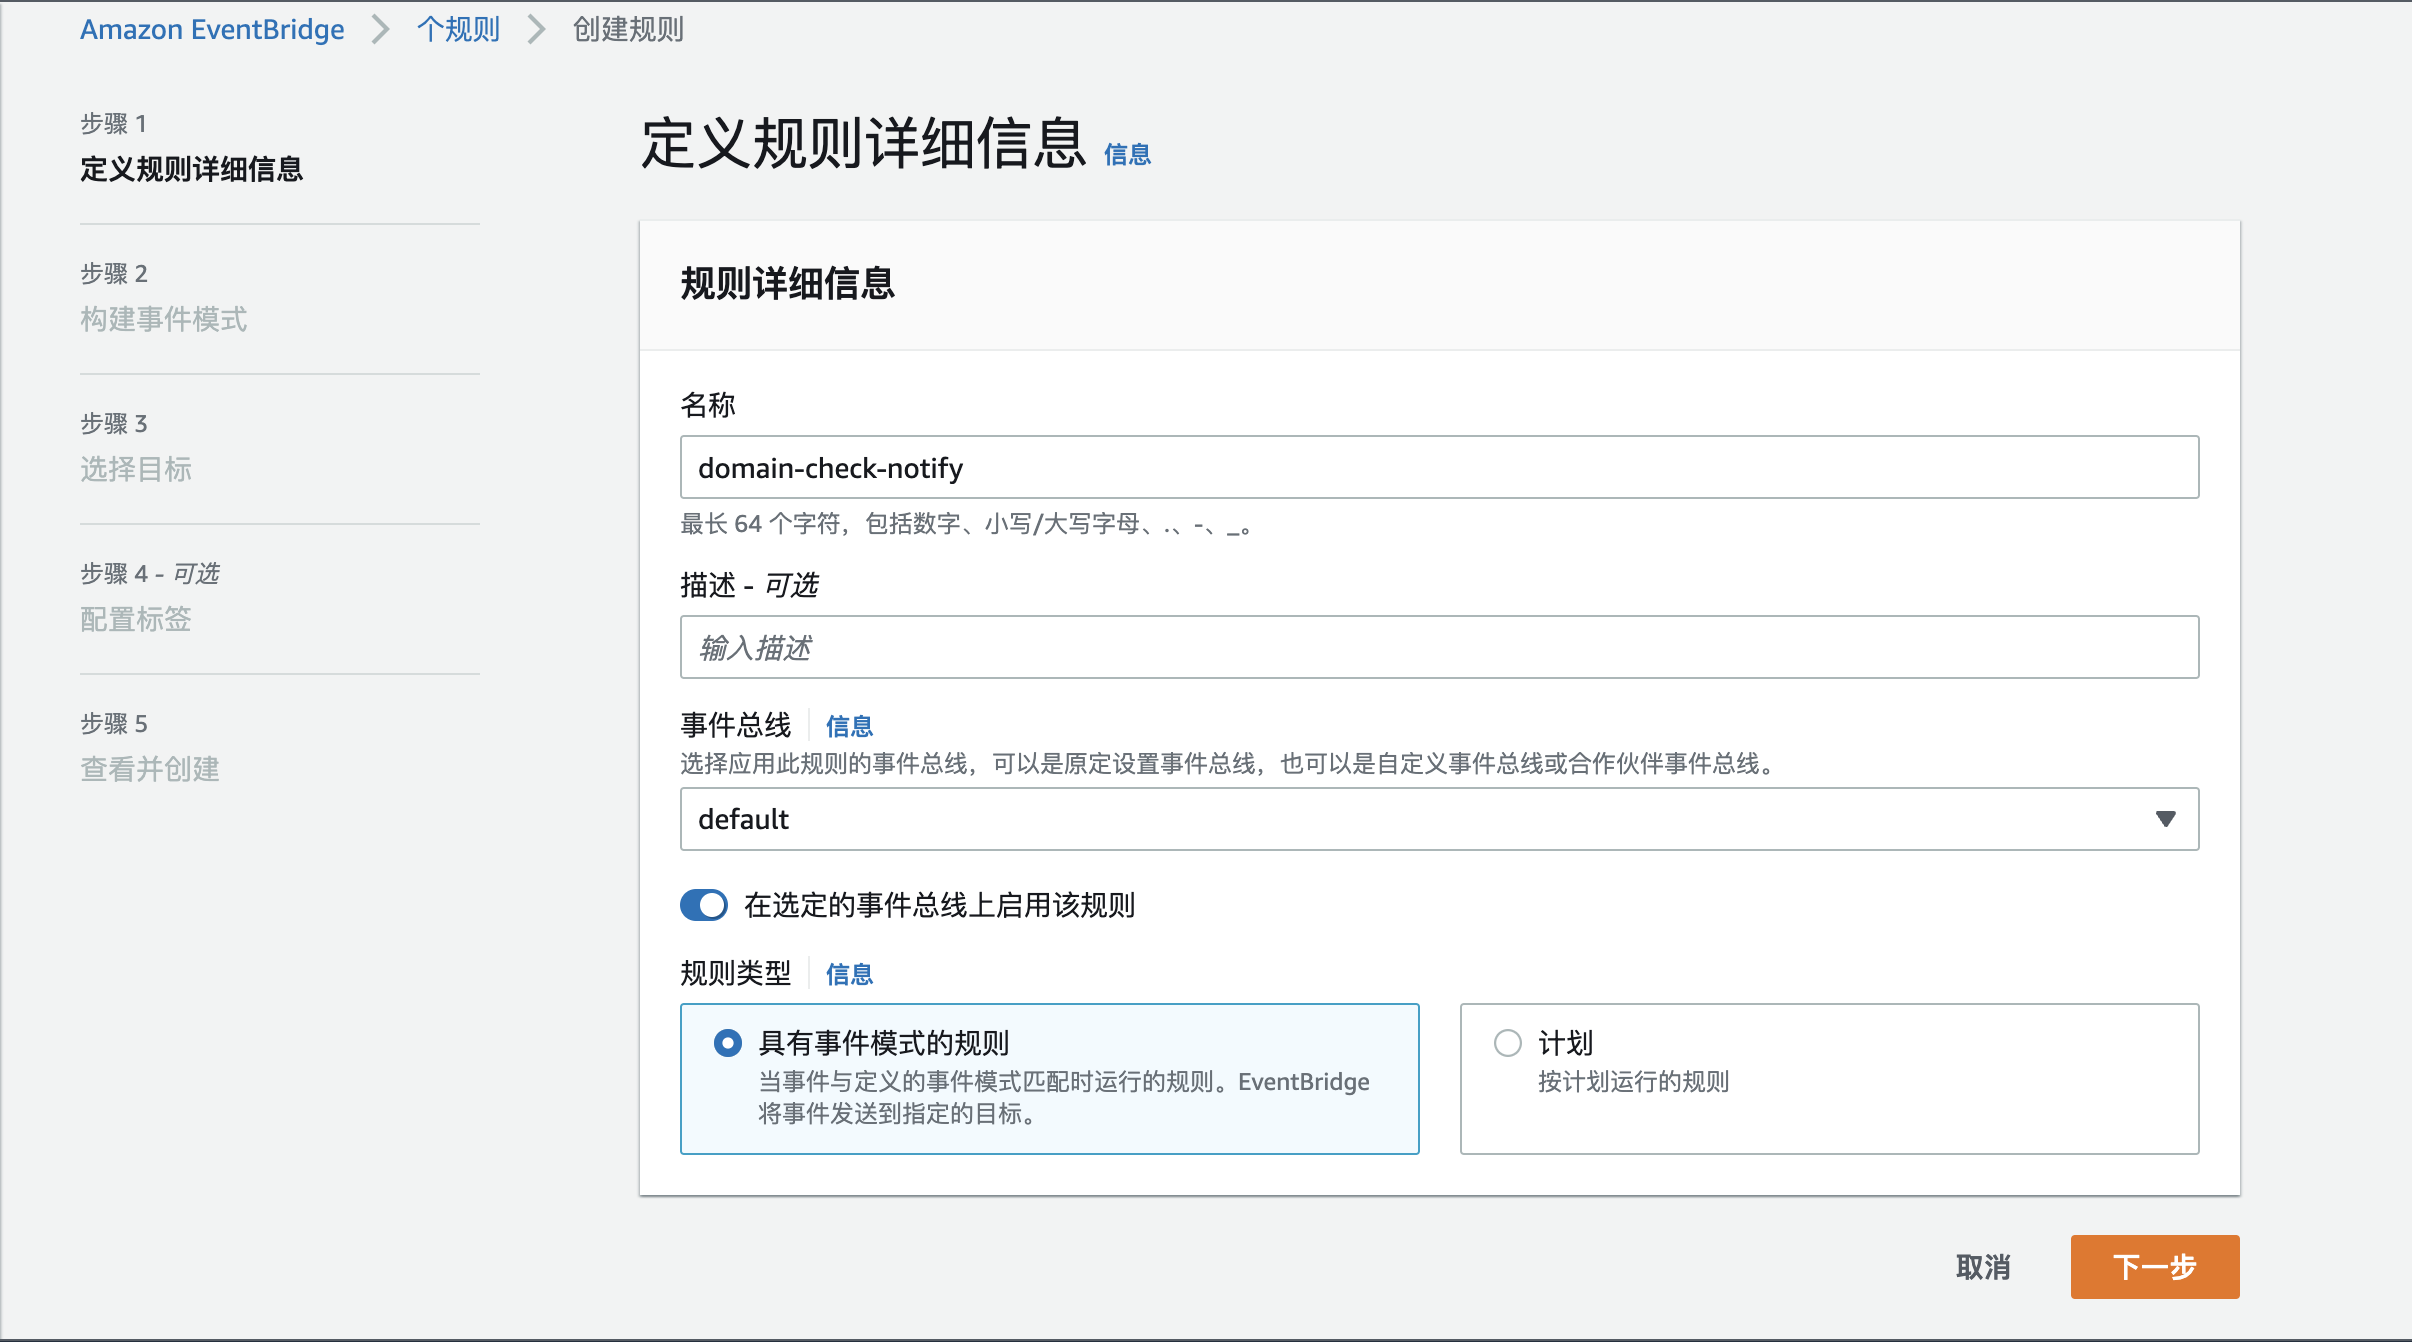 Amazon EventBridge > 个规则 > 创建规则
步骤 1
定义规则详细信息
步骤 2
构建事件模式
步骤 3
选择目标
步骤 4 - 可选
配置标签
步骤 5
查看并创建
定义规则详细信息 信息
规则详细信息
名称
domain-check-notify
最长 64 个字符，包括数字、小写/大写字母、.、-、_。
描述 - 可选
输入描述
事件总线 信息
选择应用此规则的事件总线，可以是原定设置事件总线，也可以是自定义事件总线或合作伙伴事件总线。
default
在选定的事件总线上启用该规则
规则类型 信息
具有事件模式的规则
当事件与定义的事件模式匹配时运行的规则。EventBridge
将事件发送到指定的目标。
计划
按计划运行的规则
取消 下一步